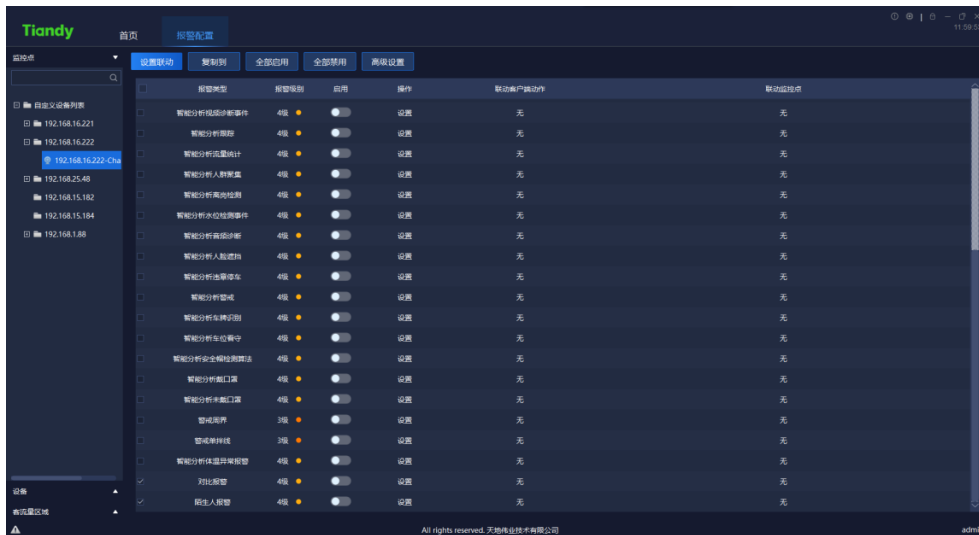 Tiandy
首页
报警配置
11:59:5
监控点
设置联动 复制到 全部启用 全部禁用 高级设置
报警类型 报警级别 启用 操作 联动客户端动作 联动监控点
自定义设备列表
192.168.16.221
192.168.16.222
192.168.16.222-Cha
192.168.25.48
192.168.15.182
192.168.15.184
192.168.1.88
智能分析视频诊断事件 4级 设置 无 无
智能分析跟踪 4级 设置 无 无
智能分析流量统计 4级 设置 无 无
智能分析人群聚集 4级 设置 无 无
智能分析离岗检测 4级 设置 无 无
智能分析水位检测事件 4级 设置 无 无
智能分析音频诊断 4级 设置 无 无
智能分析人脸遮挡 4级 设置 无 无
智能分析违章停车 4级 设置 无 无
智能分析警戒 4级 设置 无 无
智能分析车牌识别 4级 设置 无 无
智能分析车位看守 4级 设置 无 无
智能分析安全帽检测算法 4级 设置 无 无
智能分析戴口罩 4级 设置 无 无
智能分析未戴口罩 4级 设置 无 无
警戒周界 3级 设置 无 无
警戒单拌线 3级 设置 无 无
智能分析体温异常报警 4级 设置 无 无
对比报警 4级 设置 无 无
陌生人报警 4级 设置 无 无
设备
客流量区域
All rights reserved. 天地伟业技术有限公司
admi